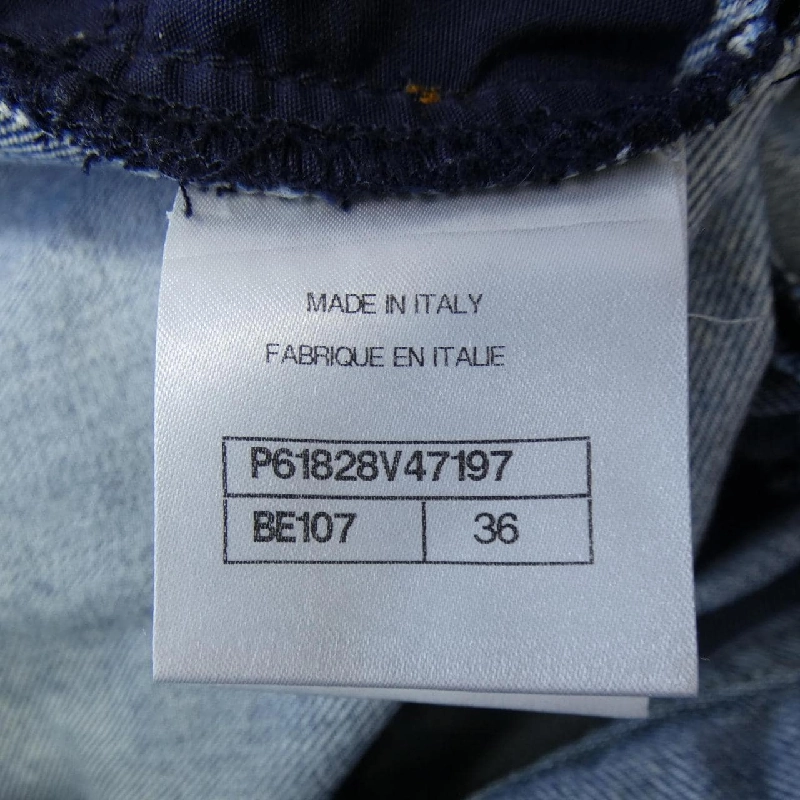 MADE IN ITALY
FABRIQUE EN ITALIE
P61828V47197
BE107 36